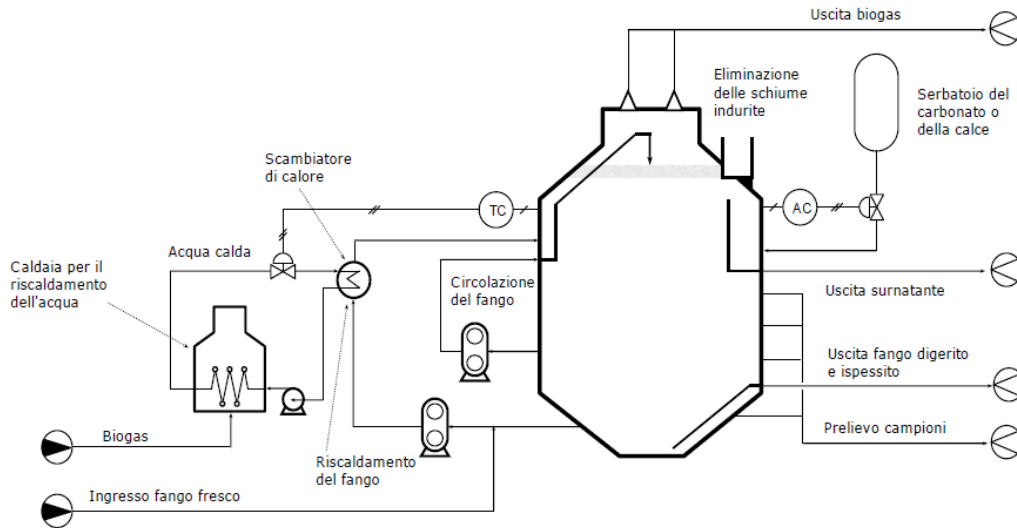 Uscita biogas
Eliminazione
delle schiume
indurite
Serbatoio del
carbonato o
della calce
Scambiatore
di calore
TC
AC
Acqua calda
Caldaia per il
riscaldamento
dell'acqua
Circolazione
del fango
Uscita surnatante
Uscita fango digerito
e ispessito
Prelievo campioni
Biogas
Riscaldamento
del fango
Ingresso fango fresco